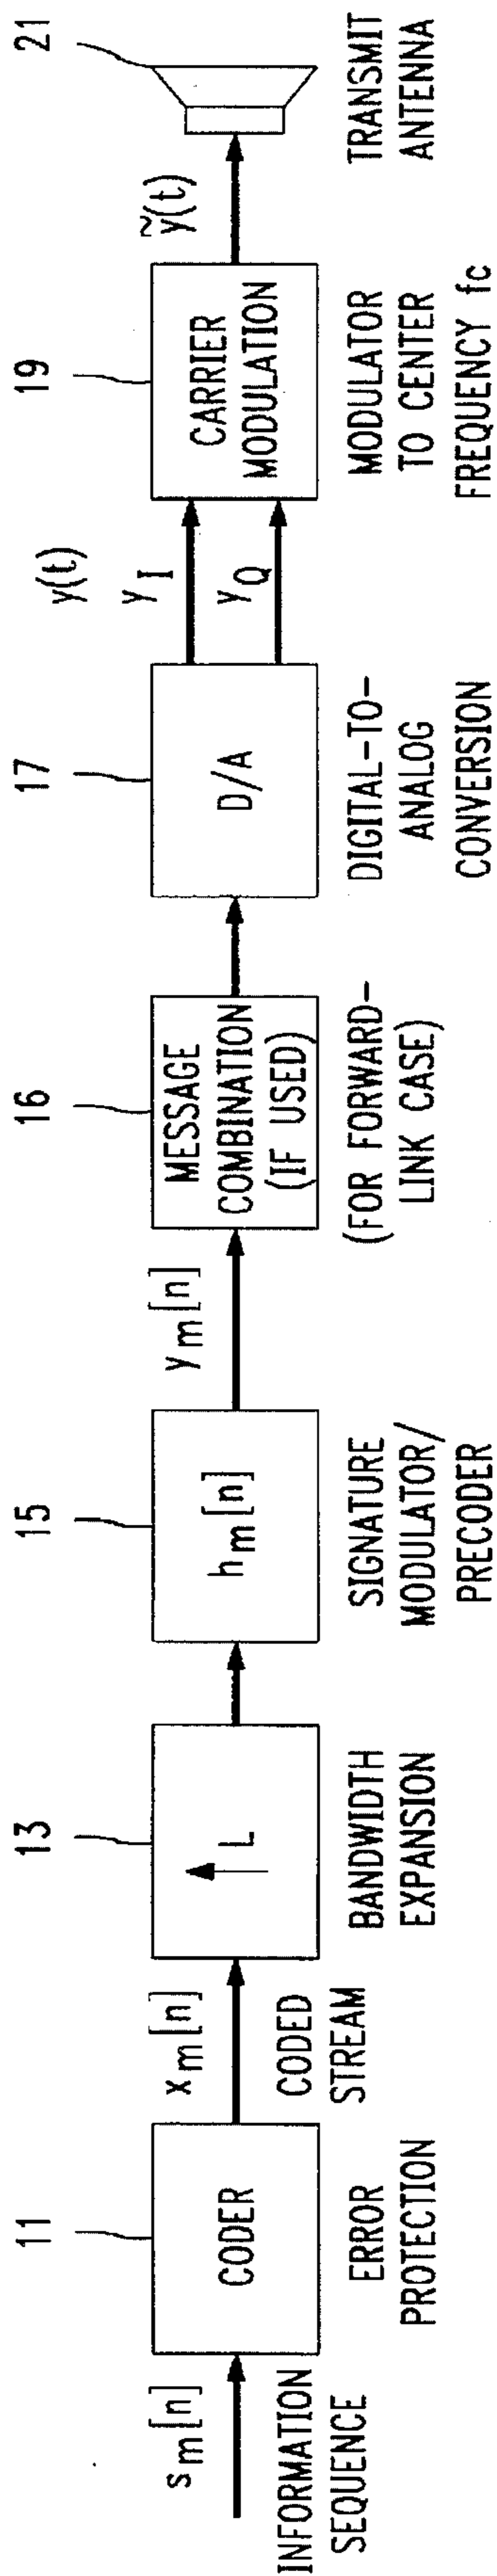 s_m[n]
INFORMATION
SEQUENCE
11
CODER
ERROR
PROTECTION
x_m[n]
CODED
STREAM
13
L
BANDWIDTH
EXPANSION
15
h_m[n]
SIGNATURE
MODULATOR/
PRECODER
y_m[n]
16
MESSAGE
COMBINATION
(IF USED)
(FOR FORWARD-
LINK CASE)
17
D/A
DIGITAL-TO-
ANALOG
CONVERSION
y(t)
y_I
y_Q
19
CARRIER
MODULATION
MODULATOR
TO CENTER
FREQUENCY fc
ỹ(t)
21
TRANSMIT
ANTENNA